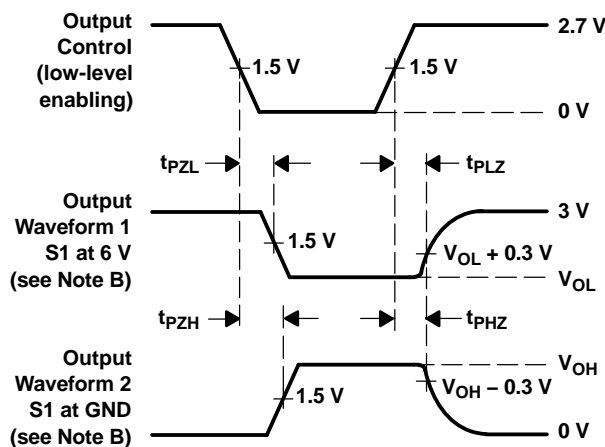 Output
Control
(low-level
enabling)
1.5 V
1.5 V
2.7 V
0 V
tPZL
tPLZ
Output
Waveform 1
S1 at 6 V
(see Note B)
1.5 V
3 V
VOL + 0.3 V
VOL
tPZH
tPHZ
Output
Waveform 2
S1 at GND
(see Note B)
1.5 V
VOH
VOH – 0.3 V
0 V